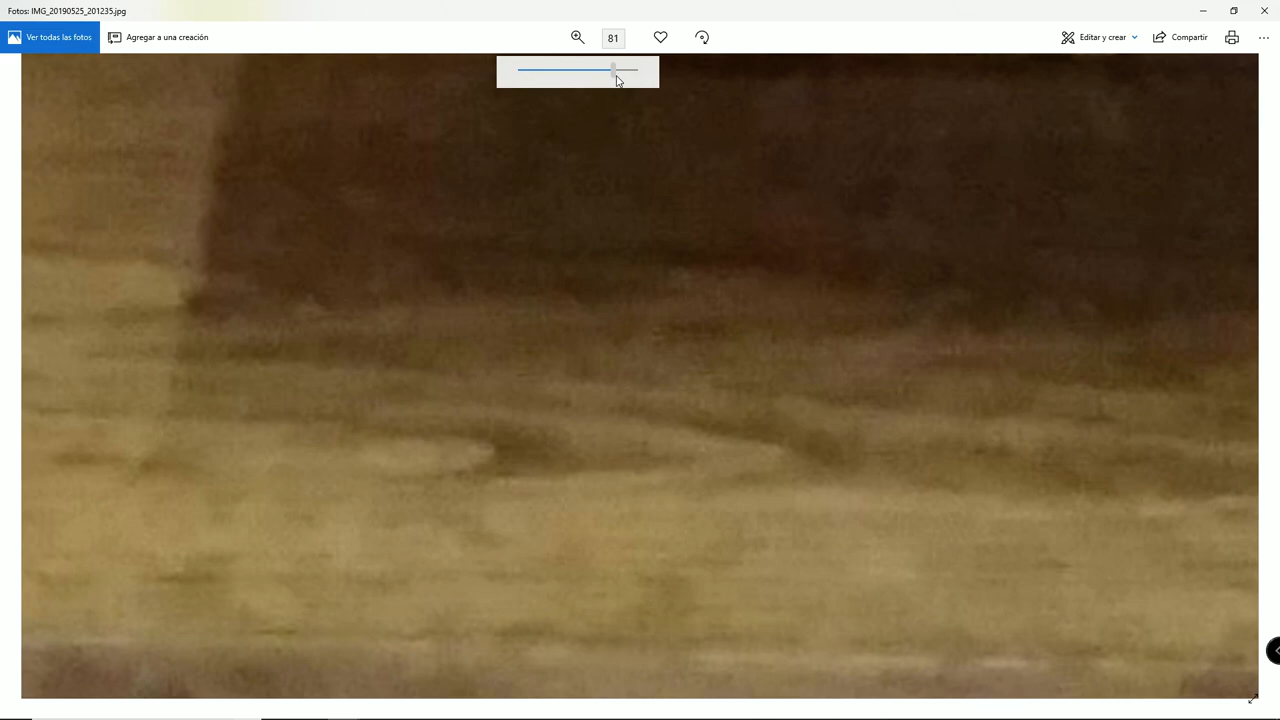 Fotos: IMG_20190525_201235.jpg
Ver todas las fotos
Agregar a una creación
81
Editar y crear
Compartir